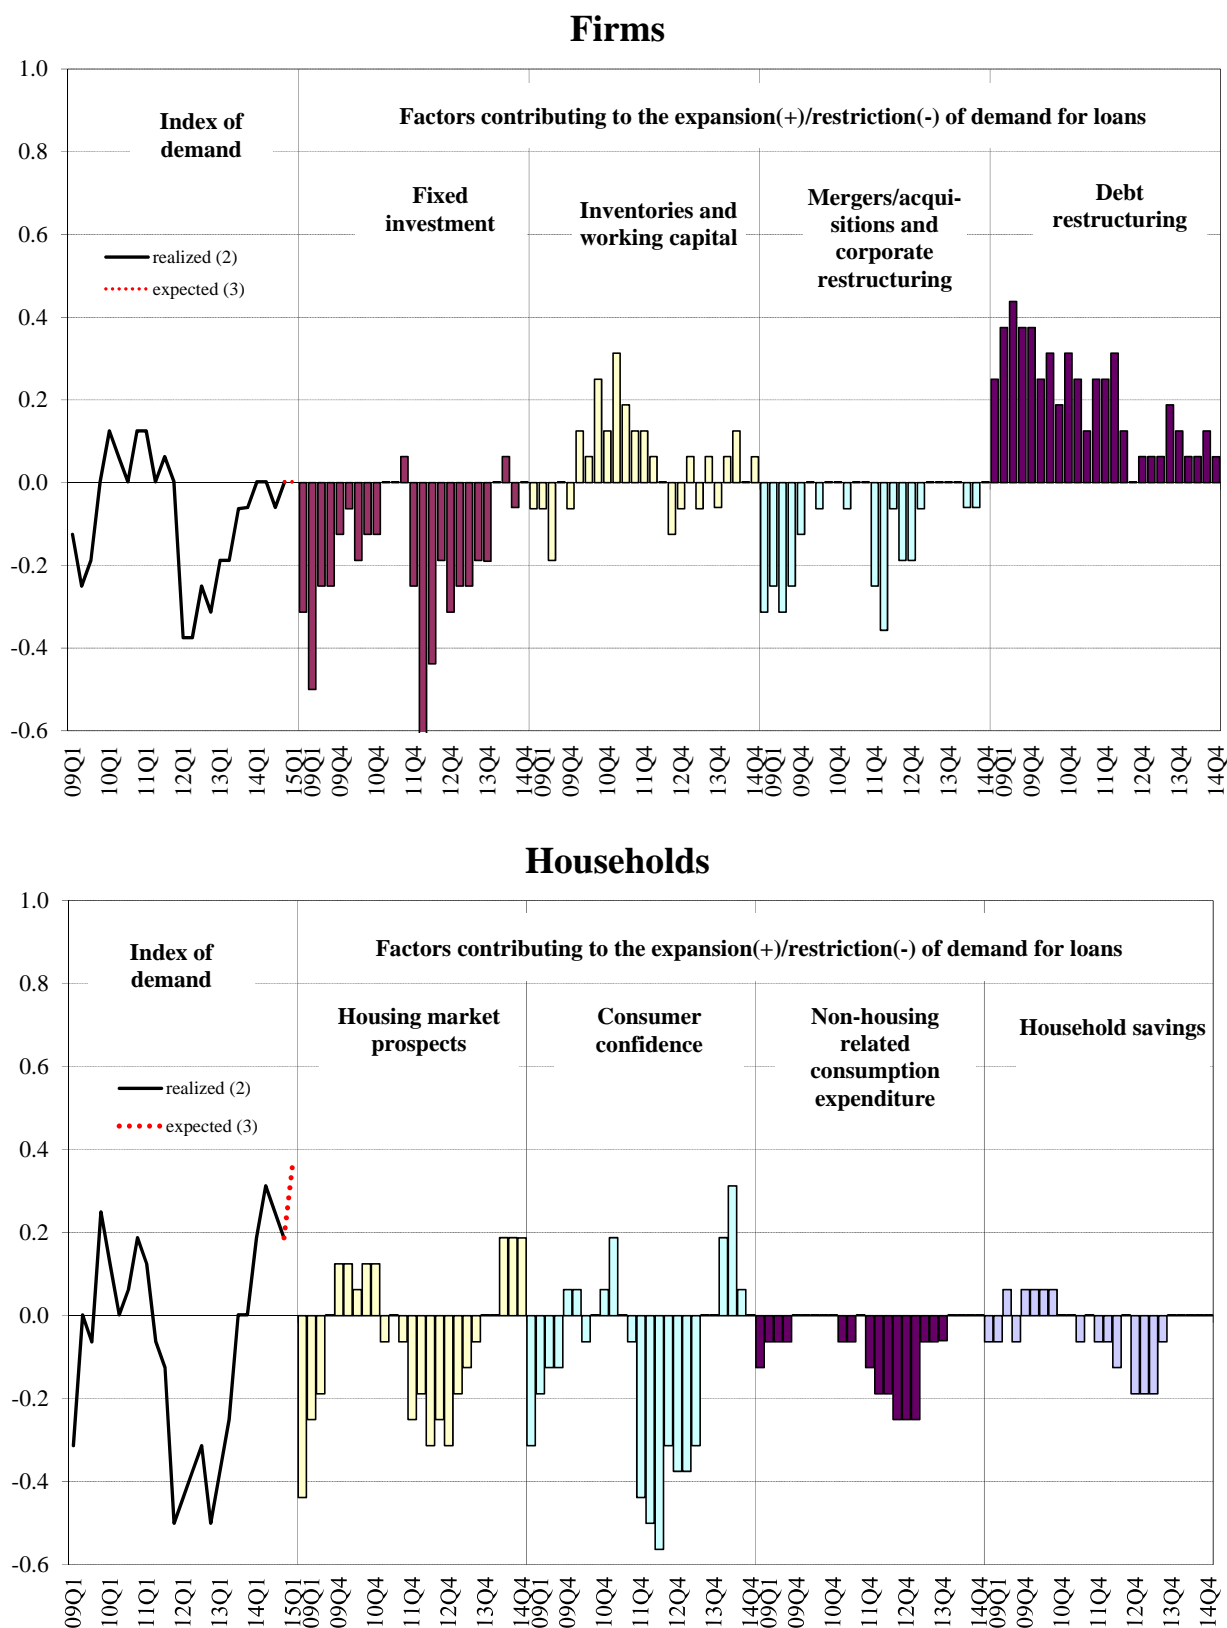 Firms
1.0
0.8
0.6
0.4
0.2
0.0
-0.2
-0.4
-0.6
Index of
demand
Factors contributing to the expansion(+)/restriction(-) of demand for loans
Fixed
investment
Inventories and
working capital
Mergers/acqui-
sitions and
corporate
restructuring
Debt
restructuring
realized (2)
expected (3)
09Q1
10Q1
11Q1
12Q1
13Q1
14Q1
15Q1
09Q1
09Q4
10Q4
11Q4
12Q4
13Q4
14Q4
09Q1
09Q4
10Q4
11Q4
12Q4
13Q4
14Q4
09Q1
09Q4
10Q4
11Q4
12Q4
13Q4
14Q4
09Q1
09Q4
10Q4
11Q4
12Q4
13Q4
14Q4
Households
1.0
0.8
0.6
0.4
0.2
0.0
-0.2
-0.4
-0.6
Index of
demand
Factors contributing to the expansion(+)/restriction(-) of demand for loans
Housing market
prospects
Consumer
confidence
Non-housing
related
consumption
expenditure
Household savings
realized (2)
expected (3)
09Q1
10Q1
11Q1
12Q1
13Q1
14Q1
15Q1
09Q1
09Q4
10Q4
11Q4
12Q4
13Q4
14Q4
09Q1
09Q4
10Q4
11Q4
12Q4
13Q4
14Q4
09Q1
09Q4
10Q4
11Q4
12Q4
13Q4
14Q4
09Q1
09Q4
10Q4
11Q4
12Q4
13Q4
14Q4